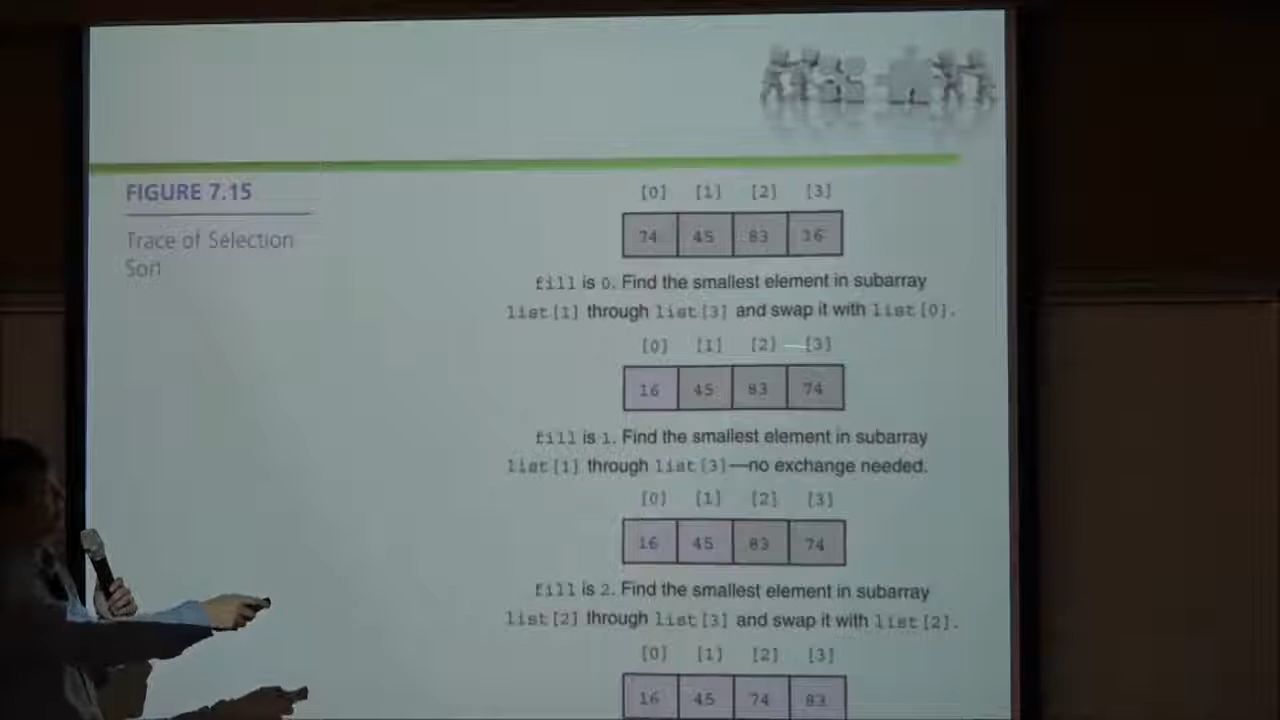 FIGURE 7.15
Trace of Selection
Sort
[0] [1] [2] [3]
74 45 83 16
fill is 0. Find the smallest element in subarray
list[1] through list[3] and swap it with list[0].
[0] [1] [2] [3]
16 45 83 74
fill is 1. Find the smallest element in subarray
list[1] through list[3]—no exchange needed.
[0] [1] [2] [3]
16 45 83 74
fill is 2. Find the smallest element in subarray
list[2] through list[3] and swap it with list[2].
[0] [1] [2] [3]
16 45 74 83